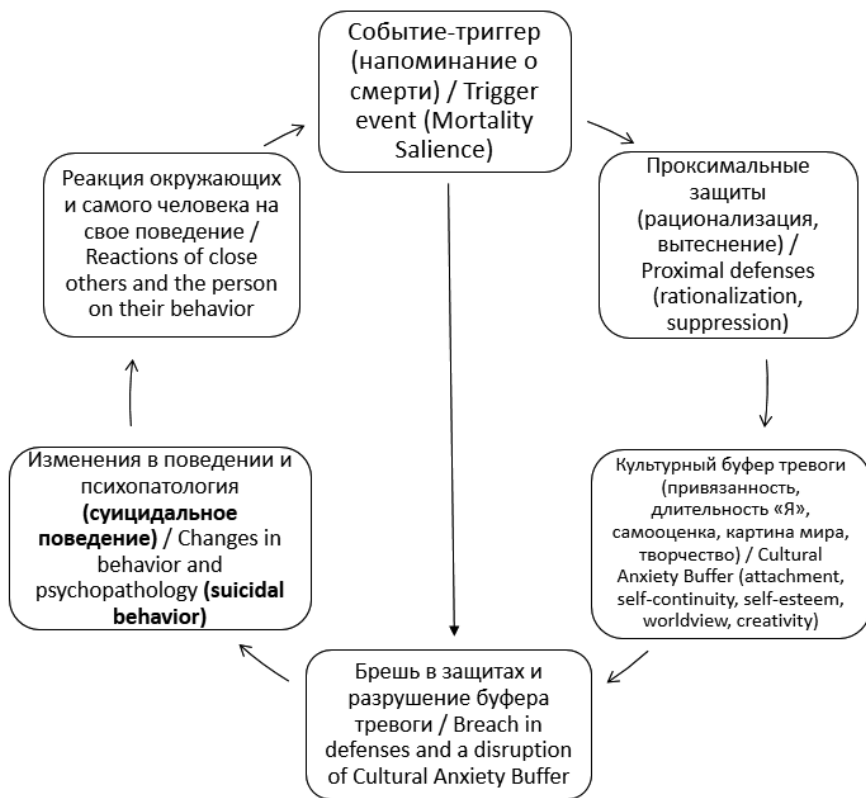 Событие-триггер
(напоминание о
смерти) / Trigger
event (Mortality
Salience)
Проксимальные
защиты
(рационализация,
вытеснение) /
Proximal defenses
(rationalization,
suppression)
Культурный буфер тревоги
(привязанность,
длительность «Я»,
самооценка, картина мира,
творчество) / Cultural
Anxiety Buffer (attachment,
self-continuity, self-esteem,
worldview, creativity)
Брешь в защитах и
разрушение буфера
тревоги / Breach in
defenses and a disruption
of Cultural Anxiety Buffer
Изменения в поведении и
психопатология
(суицидальное
поведение) / Changes in
behavior and
psychopathology (suicidal
behavior)
Реакция окружающих
и самого человека на
свое поведение /
Reactions of close
others and the person
on their behavior